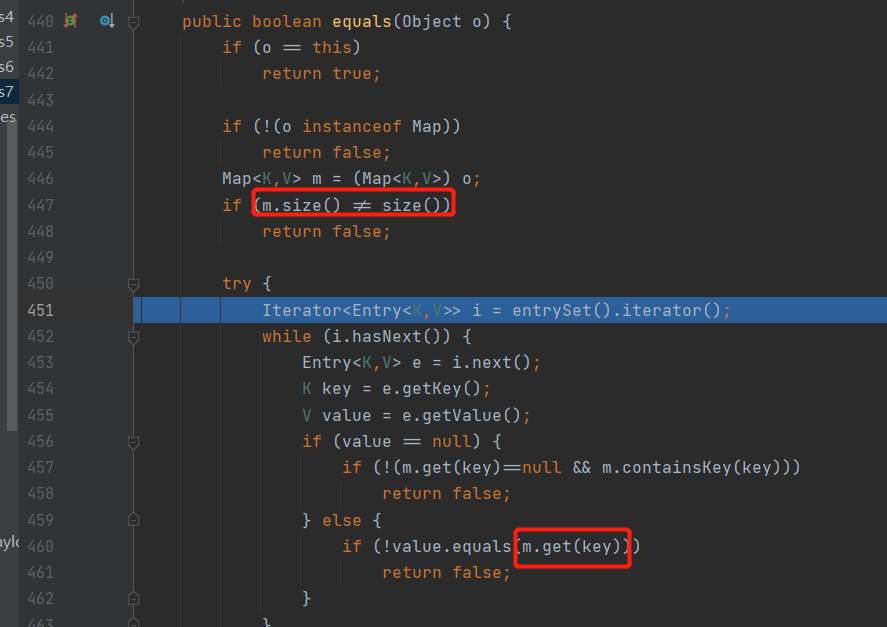 s4 440 public boolean equals(Object o) {
s5 441 if (o == this)
s6 442 return true;
s7 443
es 444 if (!(o instanceof Map))
445 return false;
446 Map<K,V> m = (Map<K,V>) o;
447 if (m.size() ≠ size())
448 return false;
449
450 try {
451 Iterator<Entry<K,V>> i = entrySet().iterator();
452 while (i.hasNext()) {
453 Entry<K,V> e = i.next();
454 K key = e.getKey();
455 V value = e.getValue();
456 if (value == null) {
457 if (!(m.get(key)==null && m.containsKey(key)))
458 return false;
459 } else {
460 if (!value.equals(m.get(key)))
461 return false;
462 }
463 }